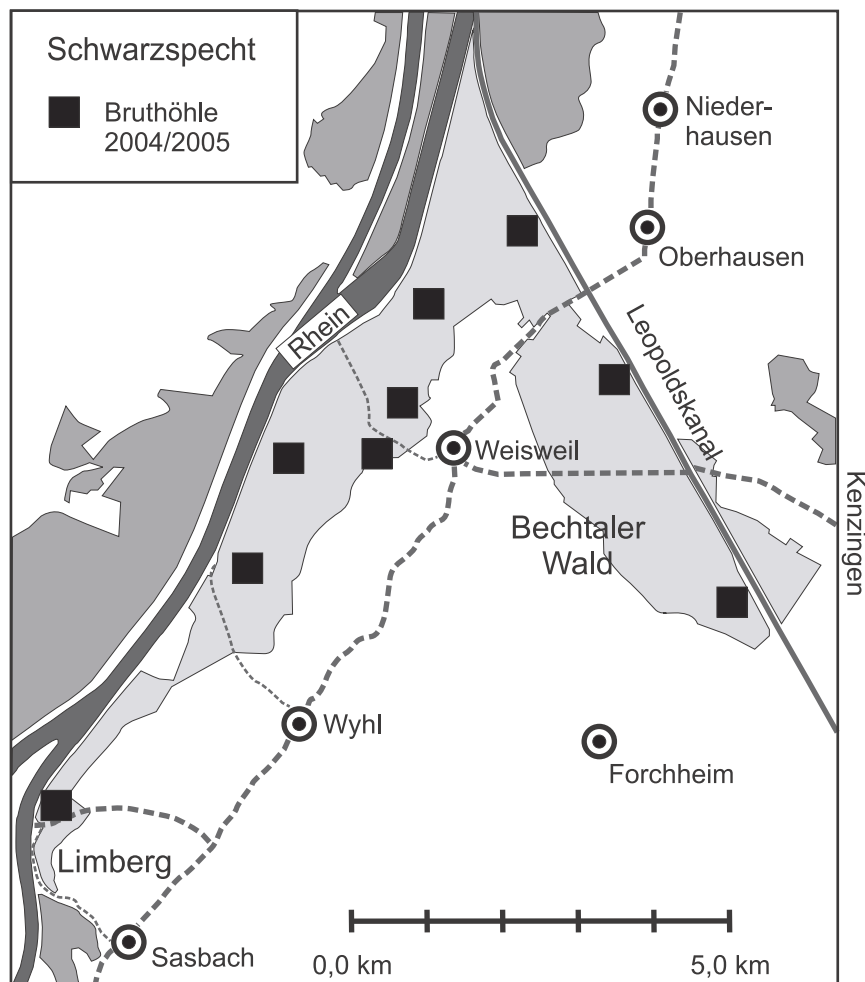 Schwarzspecht
Bruthöhle
2004/2005
Nieder-
hausen
Oberhausen
Rhein
Leopoldskanal
Weisweil
Kenzingen
Bechtaler
Wald
Wyhl
Forchheim
Limberg
Sasbach
0,0 km
5,0 km